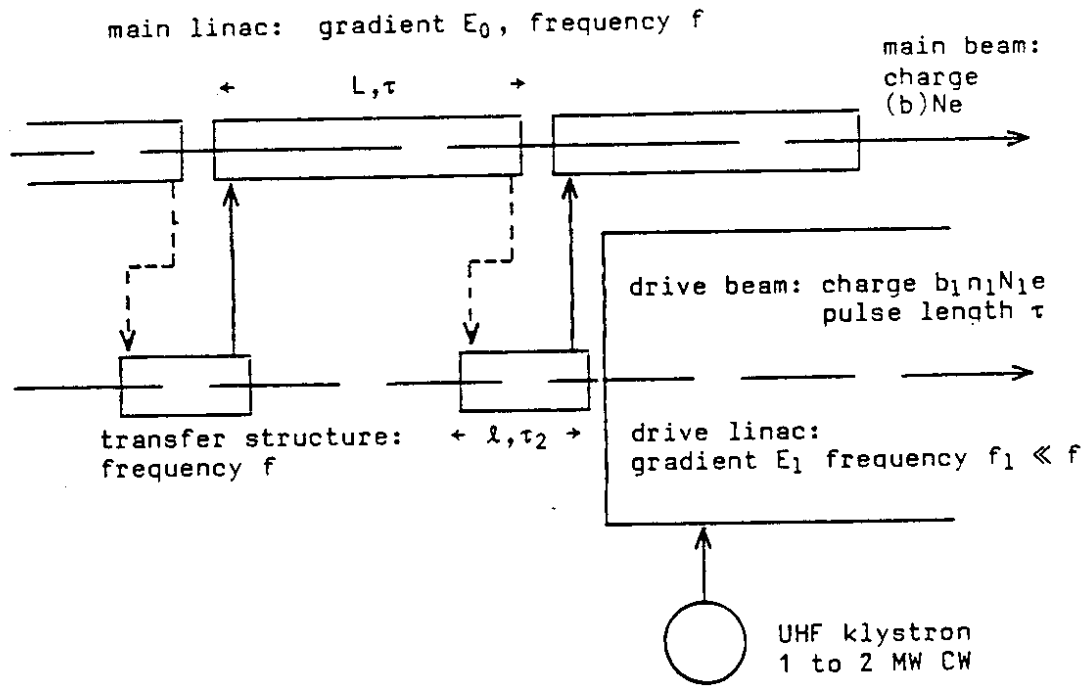 main linac: gradient E₀, frequency f
main beam:
charge
(b)Ne
L,τ
drive beam: charge b₁n₁N₁e
pulse length τ
transfer structure:
frequency f
ℓ,τ₂
drive linac:
gradient E₁ frequency f₁ ≪ f
UHF klystron
1 to 2 MW CW